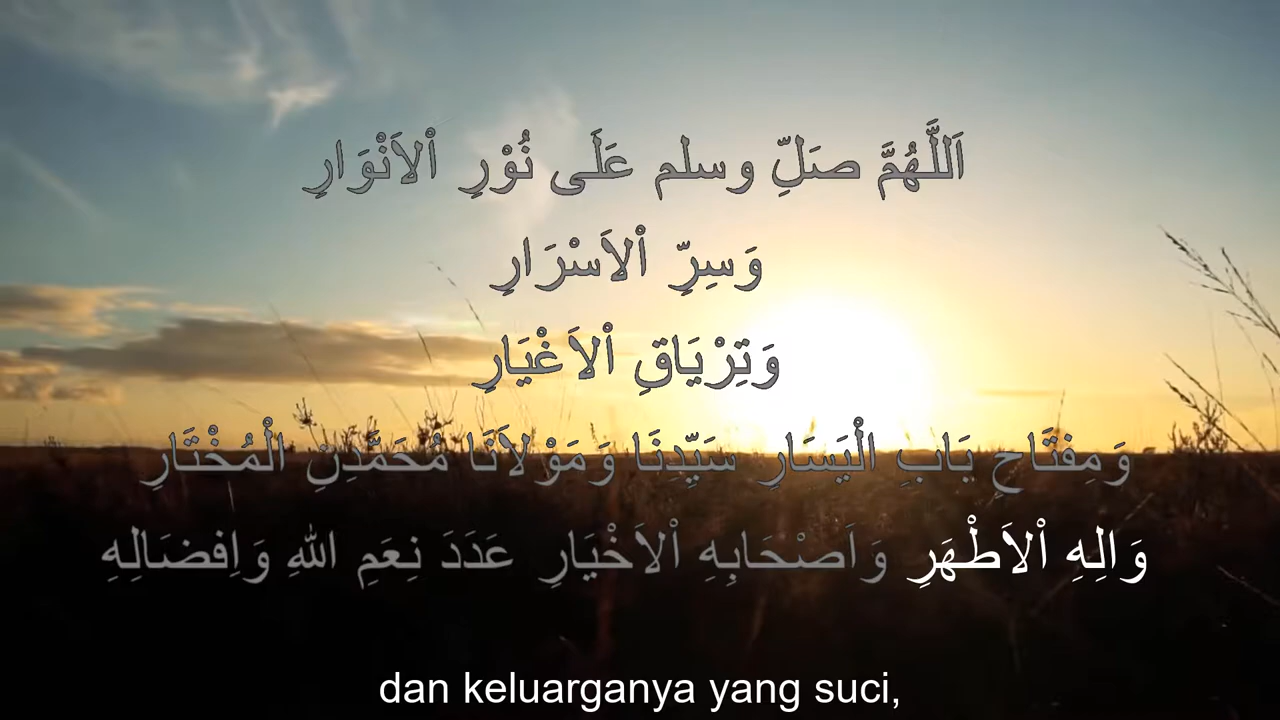 اَللَّهُمَّ صَلِّ وسلم عَلَى نُوْرِ اْلاَنْوَارِ
وَسِرِّ اْلاَسْرَارِ
وَتِرْيَاقِ اْلاَغْيَارِ
وَمِفتَاحِ بَابِ الْيَسَارِ سَيِّدِنَا وَمَوْلاَنَا مُحَمَّدِنِ الْمُخْتَارِ
وَالِهِ اْلاَطْهَرِ وَاَصْحَابِهِ اْلاَخْيَارِ عَدَدَ نِعَمِ اللهِ وَاِفضَالِهِ
dan keluarganya yang suci,